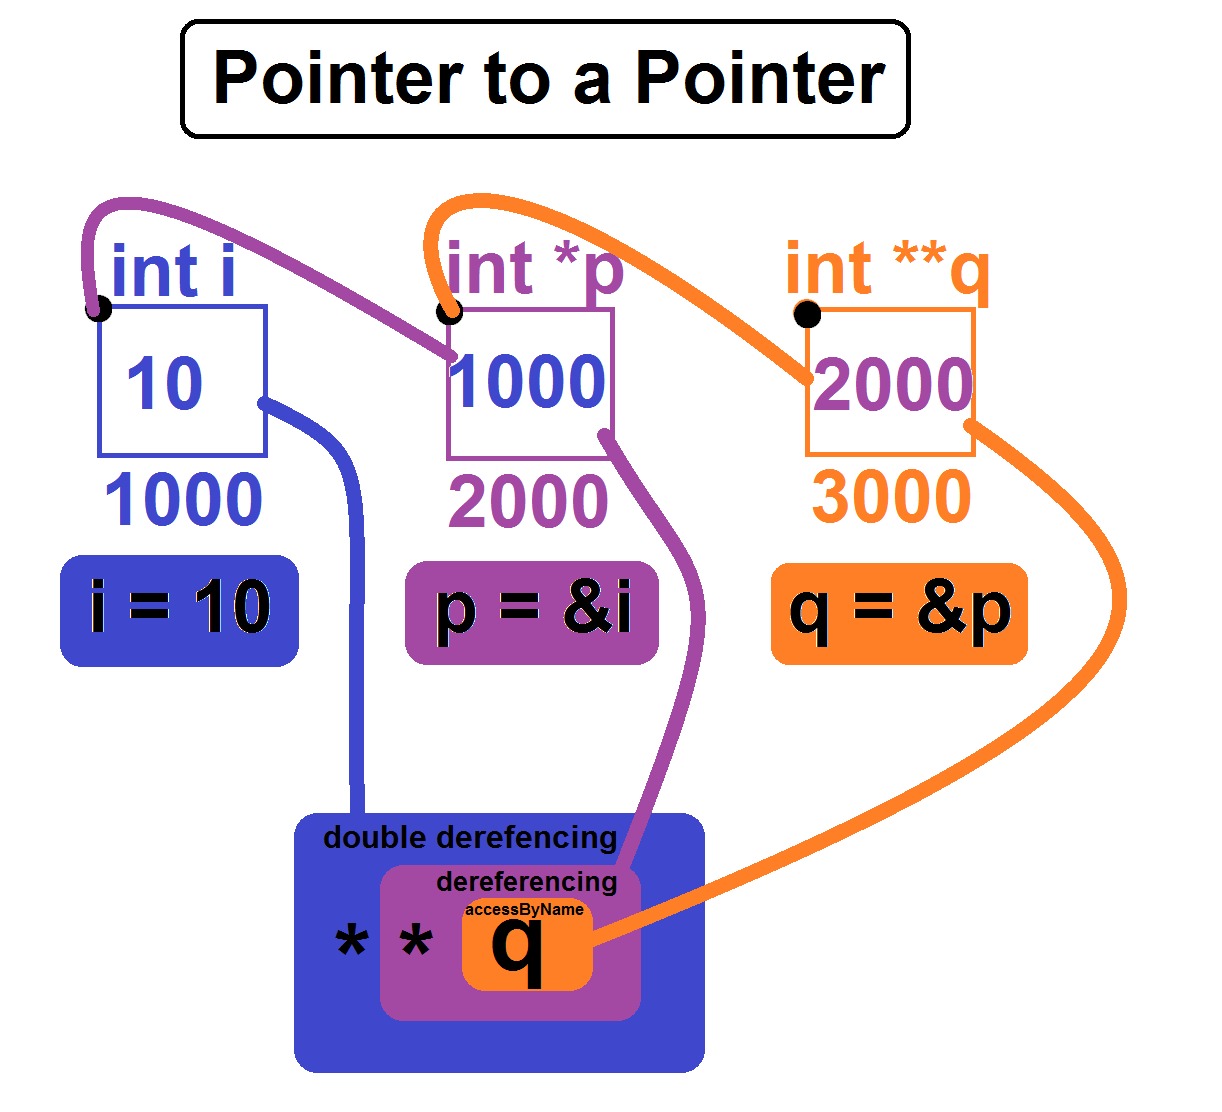 Pointer to a Pointer
int i
int *p
int **q
10
1000
2000
1000
2000
3000
i = 10
p = &i
q = &p
double derefencing
dereferencing
accessByName
* * q